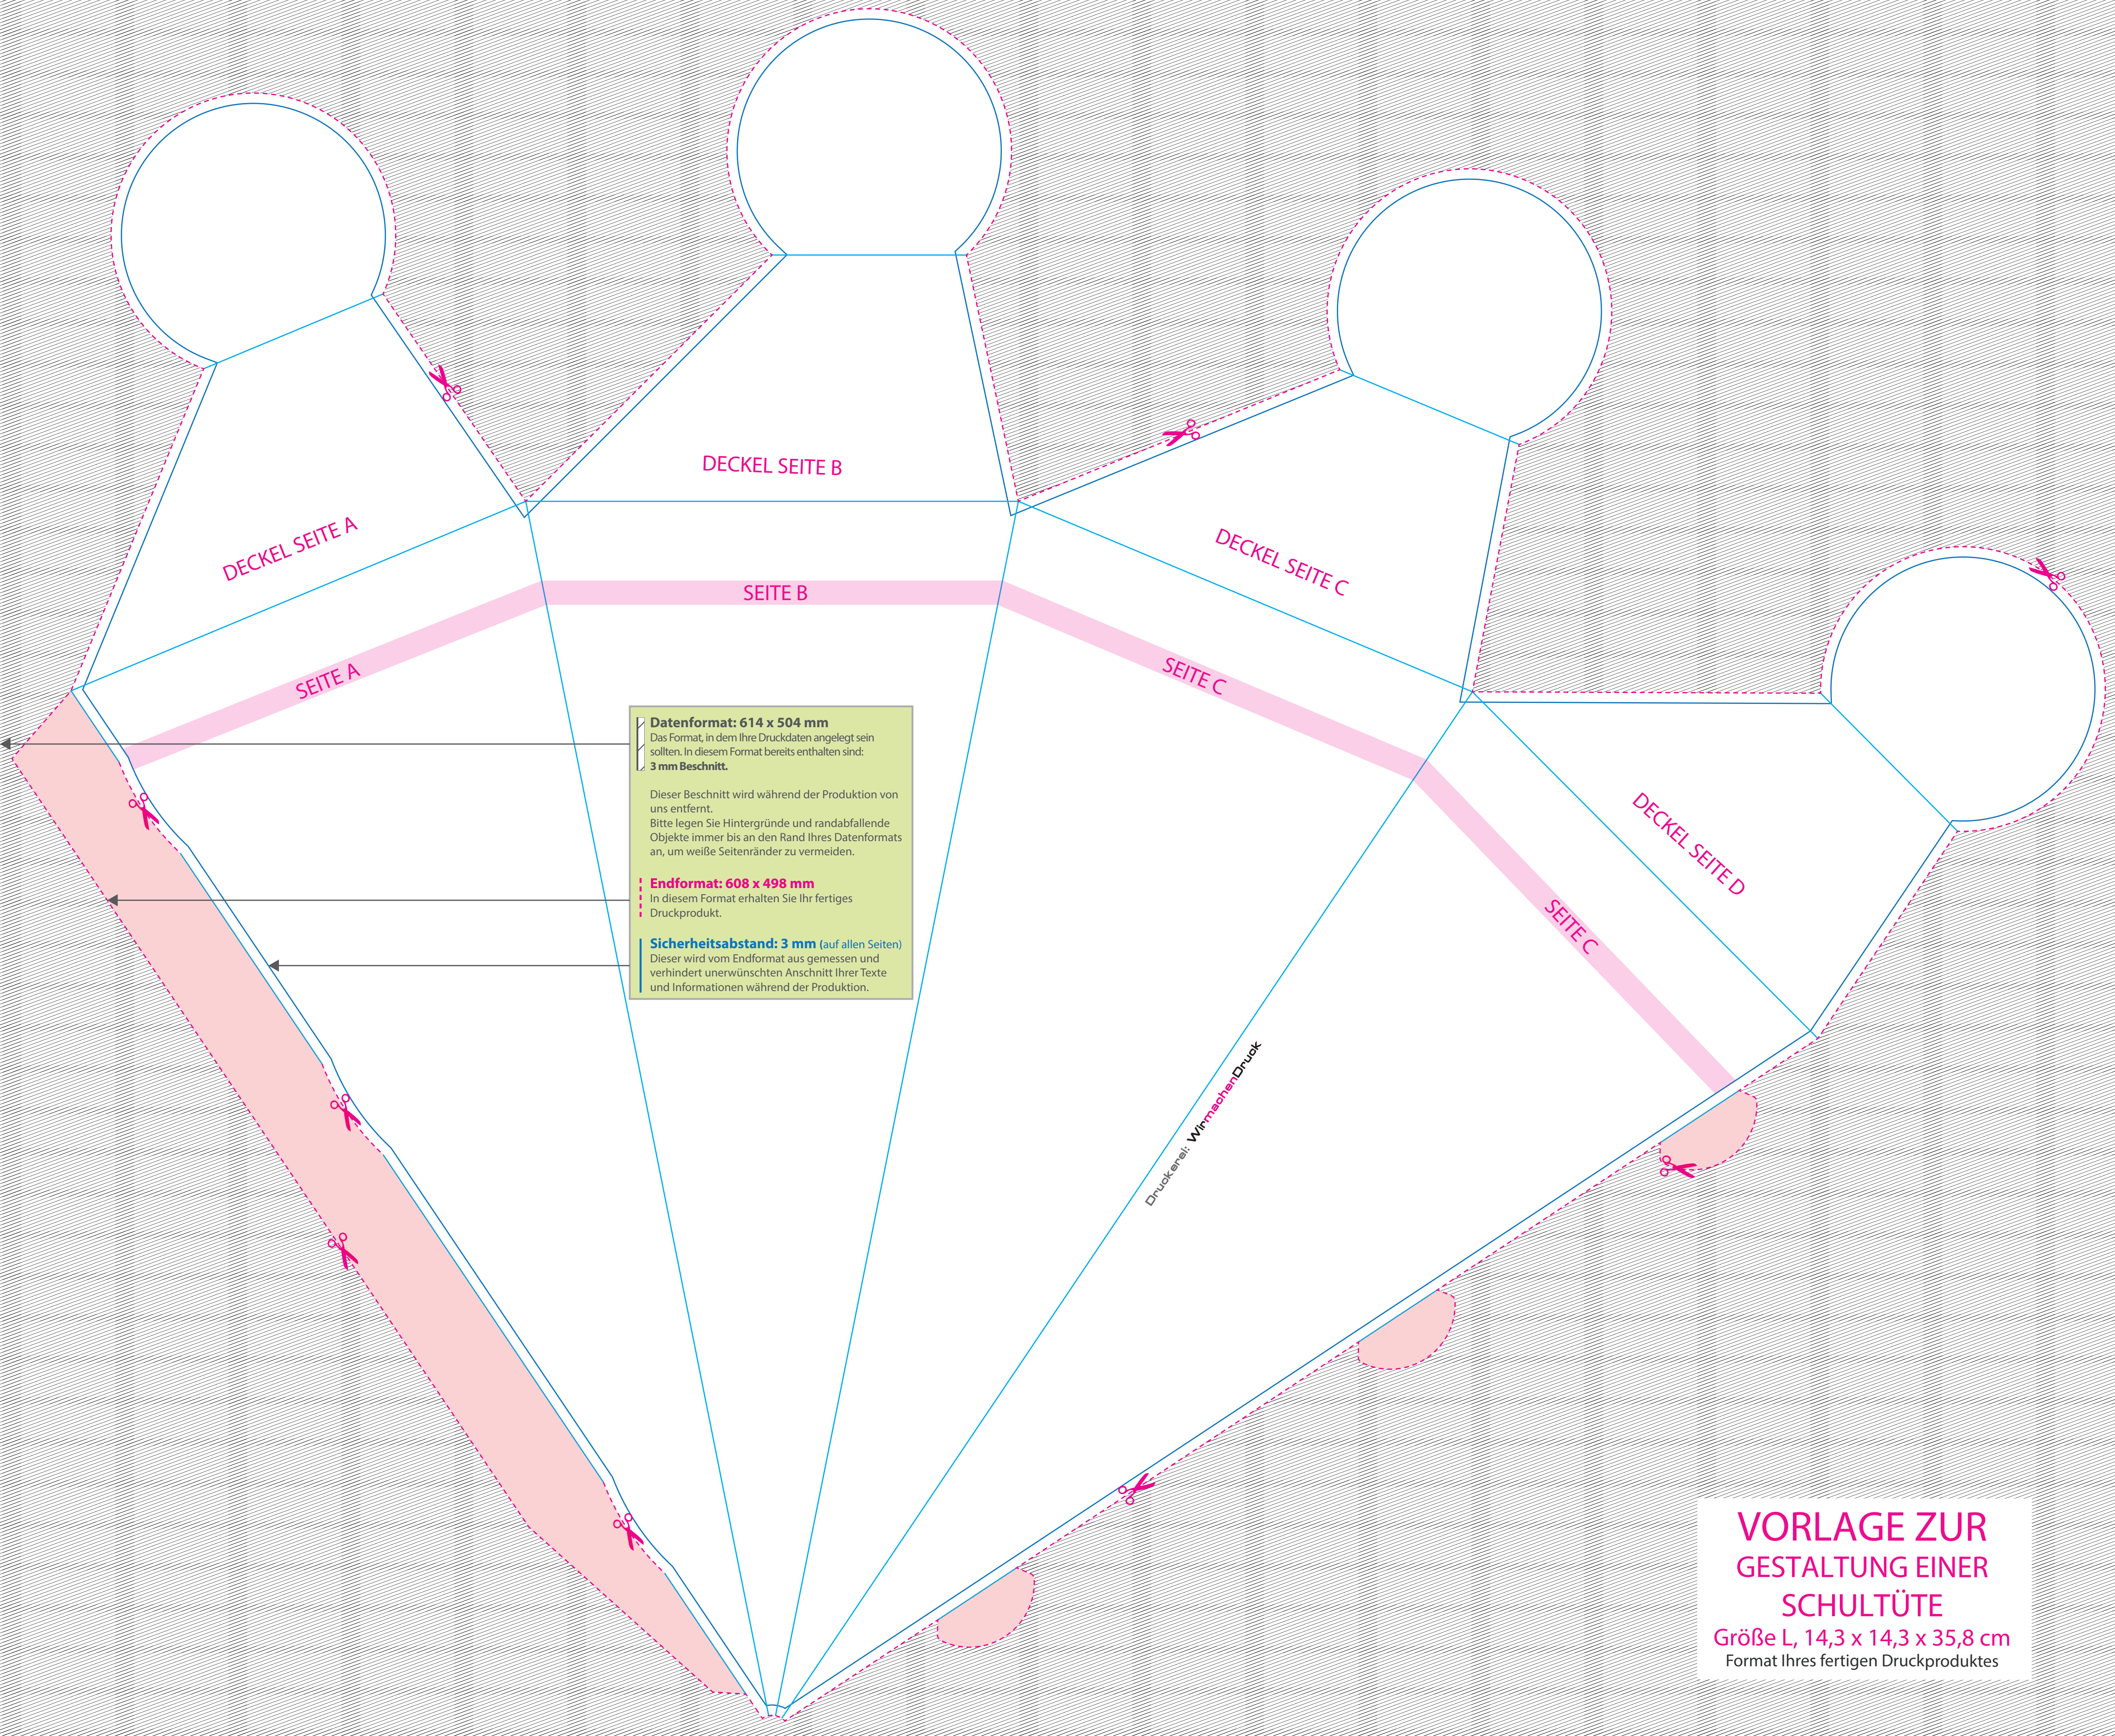 DECKEL SEITE A
DECKEL SEITE B
DECKEL SEITE C
DECKEL SEITE D
SEITE A
SEITE B
SEITE C
SEITE C
Datenformat: 614 x 504 mm
Das Format, in dem Ihre Druckdaten angelegt sein
sollten. In diesem Format bereits enthalten sind:
3 mm Beschnitt.
Dieser Beschnitt wird während der Produktion von
uns entfernt.
Bitte legen Sie Hintergründe und randabfallende
Objekte immer bis an den Rand Ihres Datenformats
an, um weiße Seitenränder zu vermeiden.
Endformat: 608 x 498 mm
In diesem Format erhalten Sie Ihr fertiges
Druckprodukt.
Sicherheitsabstand: 3 mm (auf allen Seiten)
Dieser wird vom Endformat aus gemessen und
verhindert unerwünschten Anschnitt Ihrer Texte
und Informationen während der Produktion.
Druckerei: WirmachenDruck
VORLAGE ZUR
GESTALTUNG EINER
SCHULTÜTE
Größe L, 14,3 x 14,3 x 35,8 cm
Format Ihres fertigen Druckproduktes